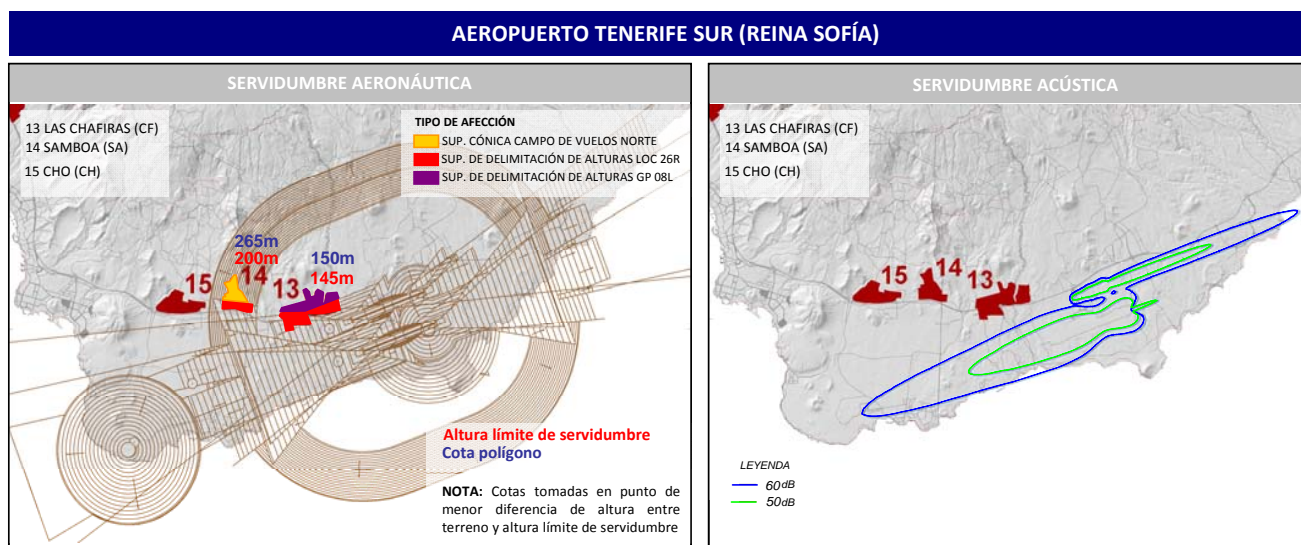 AEROPUERTO TENERIFE SUR (REINA SOFÍA)
SERVIDUMBRE AERONÁUTICA
13 LAS CHAFIRAS (CF)
14 SAMBOA (SA)
15 CHO (CH)
TIPO DE AFECCIÓN
SUP. CÓNICA CAMPO DE VUELOS NORTE
SUP. DE DELIMITACIÓN DE ALTURAS LOC 26R
SUP. DE DELIMITACIÓN DE ALTURAS GP 08L
265m
200m
150m
145m
15
14
13
Altura límite de servidumbre
Cota polígono
NOTA: Cotas tomadas en punto de
menor diferencia de altura entre
terreno y altura límite de servidumbre
SERVIDUMBRE ACÚSTICA
13 LAS CHAFIRAS (CF)
14 SAMBOA (SA)
15 CHO (CH)
15
14
13
LEYENDA
60dB
50dB